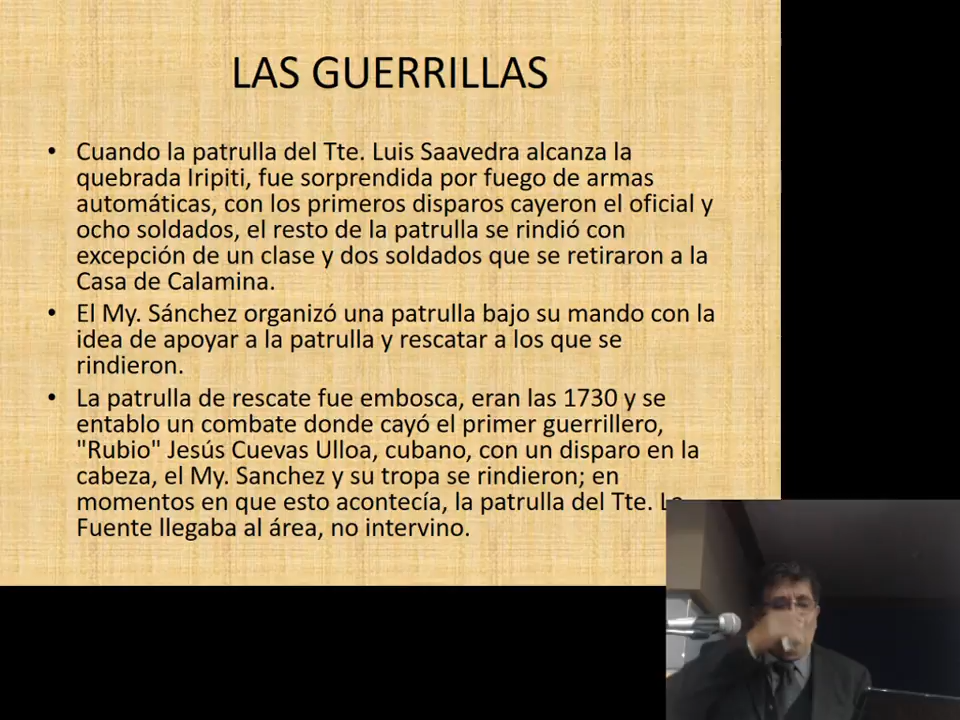 LAS GUERRILLAS
• Cuando la patrulla del Tte. Luis Saavedra alcanza la
quebrada Iripiti, fue sorprendida por fuego de armas
automáticas, con los primeros disparos cayeron el oficial y
ocho soldados, el resto de la patrulla se rindió con
excepción de un clase y dos soldados que se retiraron a la
Casa de Calamina.
• El My. Sánchez organizó una patrulla bajo su mando con la
idea de apoyar a la patrulla y rescatar a los que se
rindieron.
• La patrulla de rescate fue embosca, eran las 1730 y se
entablo un combate donde cayó el primer guerrillero,
"Rubio" Jesús Cuevas Ulloa, cubano, con un disparo en la
cabeza, el My. Sanchez y su tropa se rindieron; en
momentos en que esto acontecía, la patrulla del Tte.
Fuente llegaba al área, no intervino.